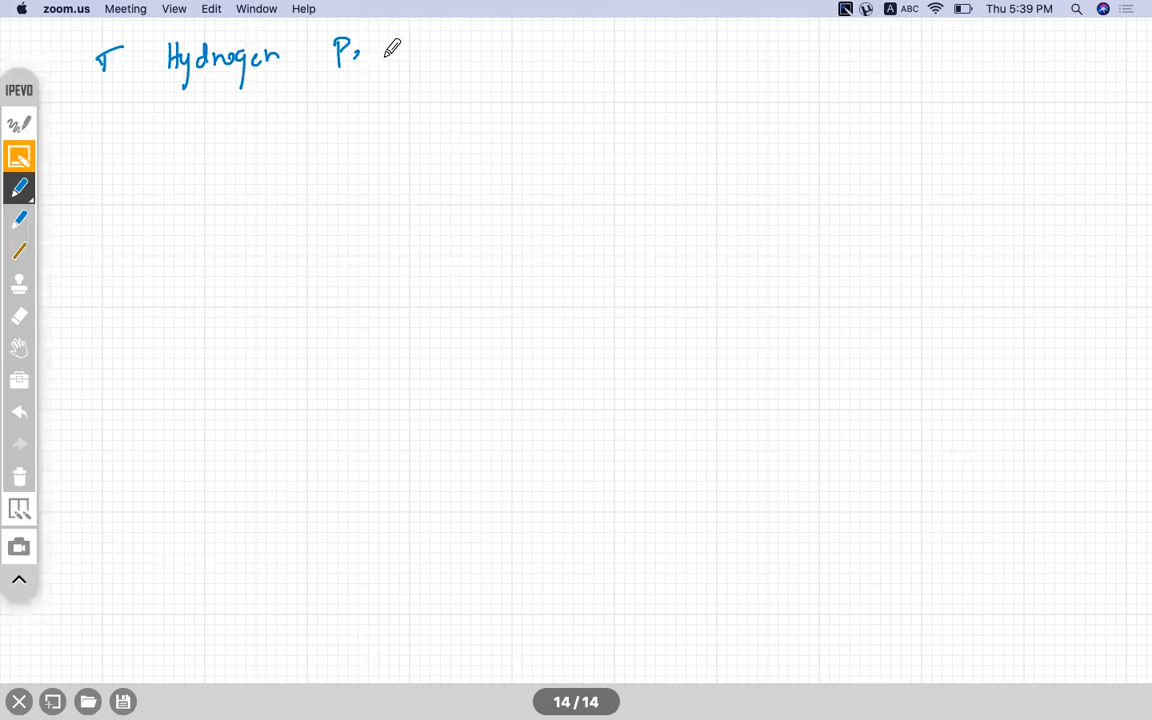 zoom.us Meeting View Edit Window Help A ABC Thu 5:39 PM
T Hydrogen P,
IPEVO
14 / 14